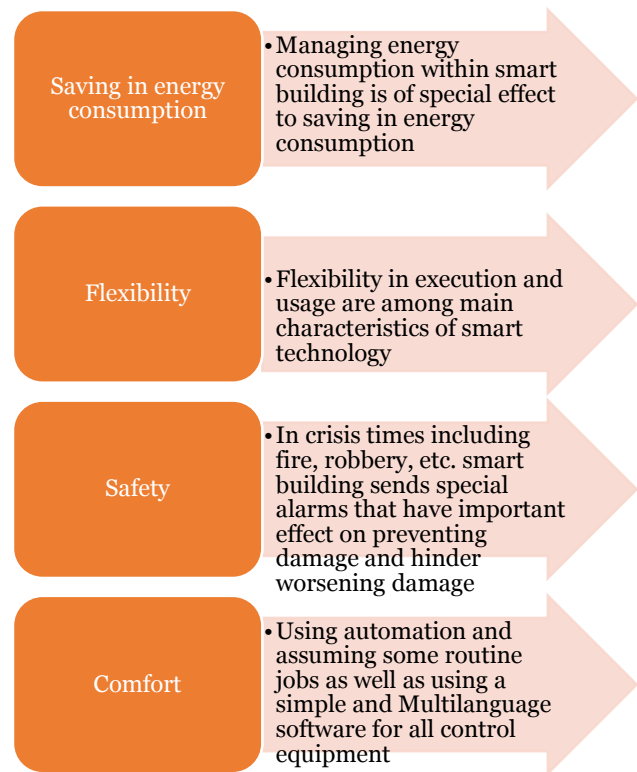 Saving in energy
consumption
• Managing energy
consumption within smart
building is of special effect
to saving in energy
consumption
Flexibility
• Flexibility in execution and
usage are among main
characteristics of smart
technology
Safety
• In crisis times including
fire, robbery, etc. smart
building sends special
alarms that have important
effect on preventing
damage and hinder
worsening damage
Comfort
• Using automation and
assuming some routine
jobs as well as using a
simple and Multilanguage
software for all control
equipment